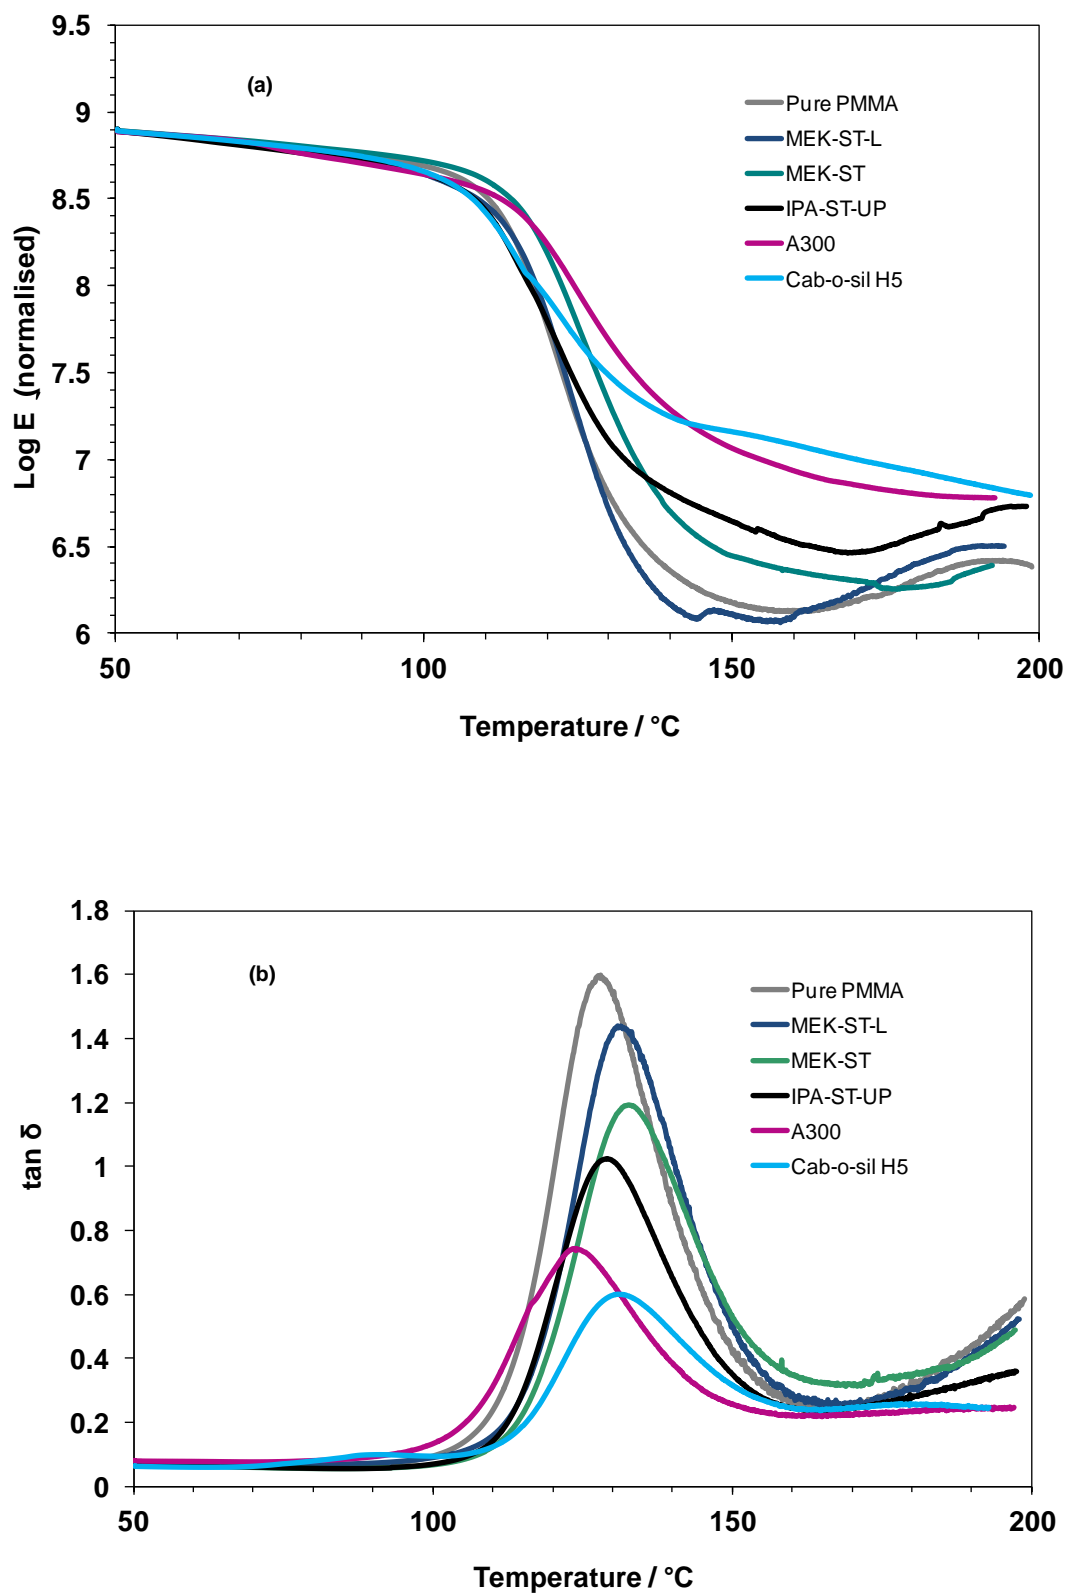 9.5
(a)
9
8.5
8
7.5
7
6.5
6
Log E (normalised)
Pure PMMA
MEK-ST-L
MEK-ST
IPA-ST-UP
A300
Cab-o-sil H5
50
100
150
200
Temperature / °C
1.8
(b)
1.6
1.4
1.2
1
0.8
0.6
0.4
0.2
0
tan δ
Pure PMMA
MEK-ST-L
MEK-ST
IPA-ST-UP
A300
Cab-o-sil H5
50
100
150
200
Temperature / °C